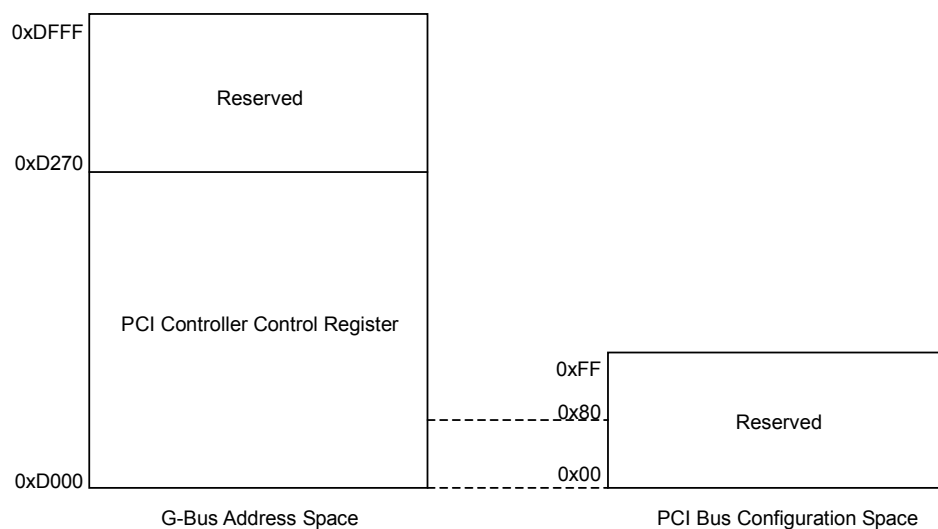 0xDFFF
Reserved
0xD270
PCI Controller Control Register
0xFF
0x80
Reserved
0x00
0xD000
G-Bus Address Space
PCI Bus Configuration Space